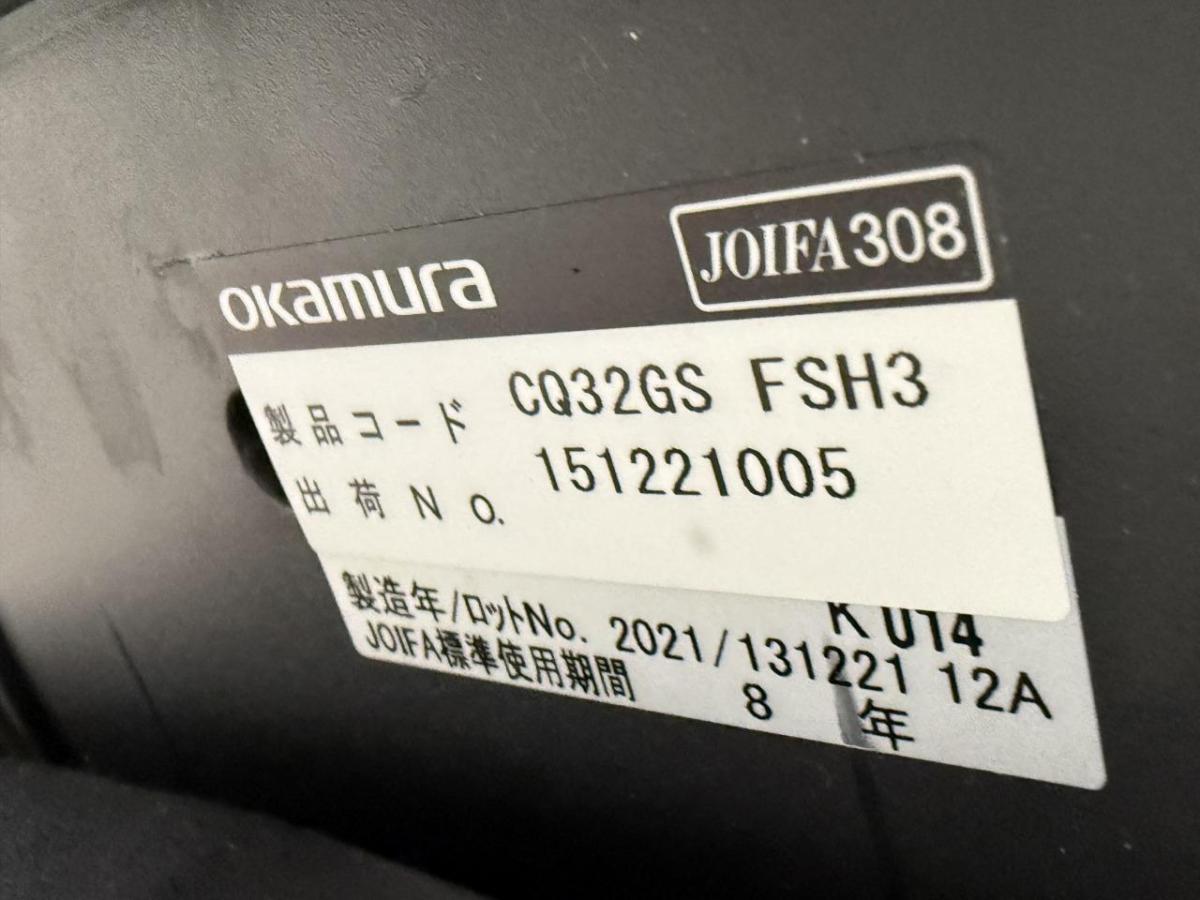 okamura
JOIFA308
製品コード CQ32GS FSH3
出荷No. 151221005
K U14
製造年/ロットNo. 2021/131221 12A
JOIFA標準使用期間 8年